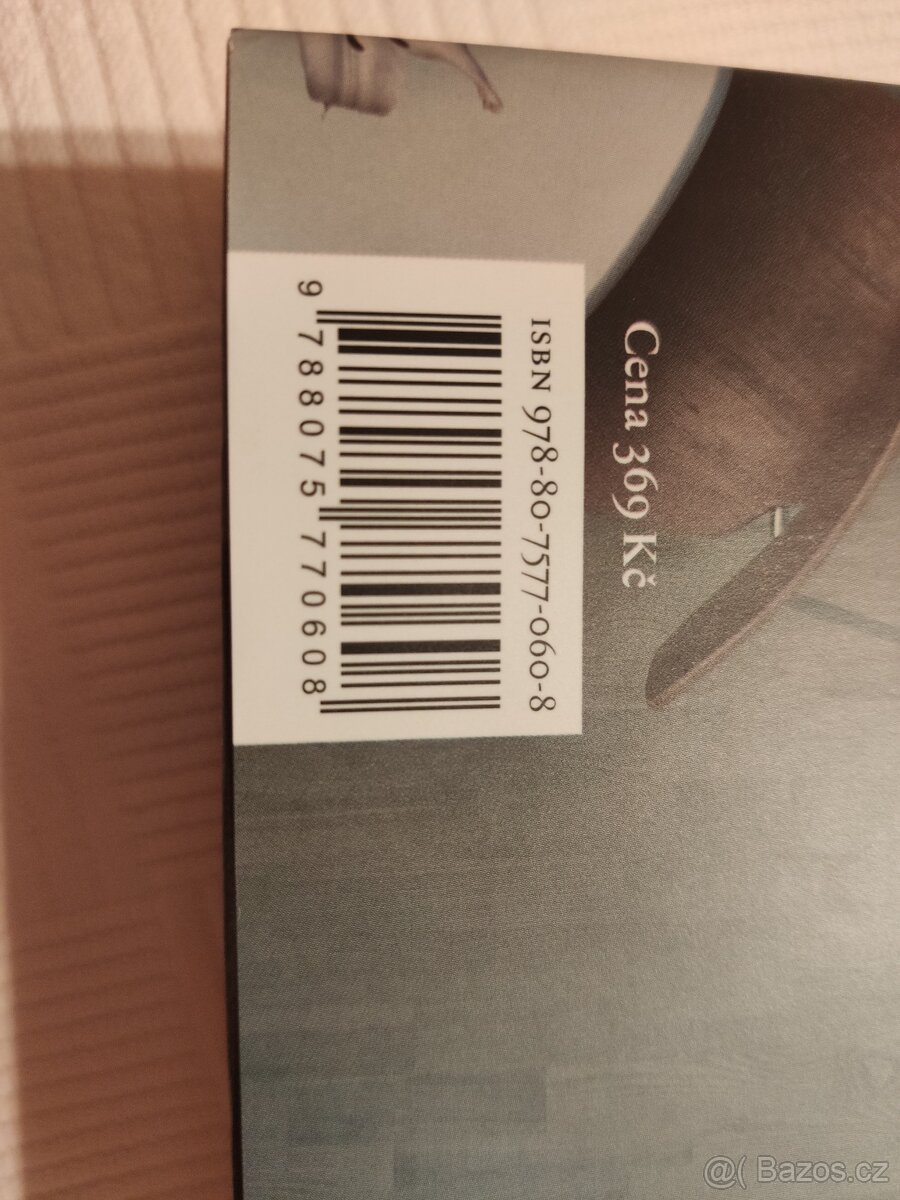 Cena 369 Kč
ISBN 978-80-7577-060-8
9 788075 770608
@( Bazos.cz